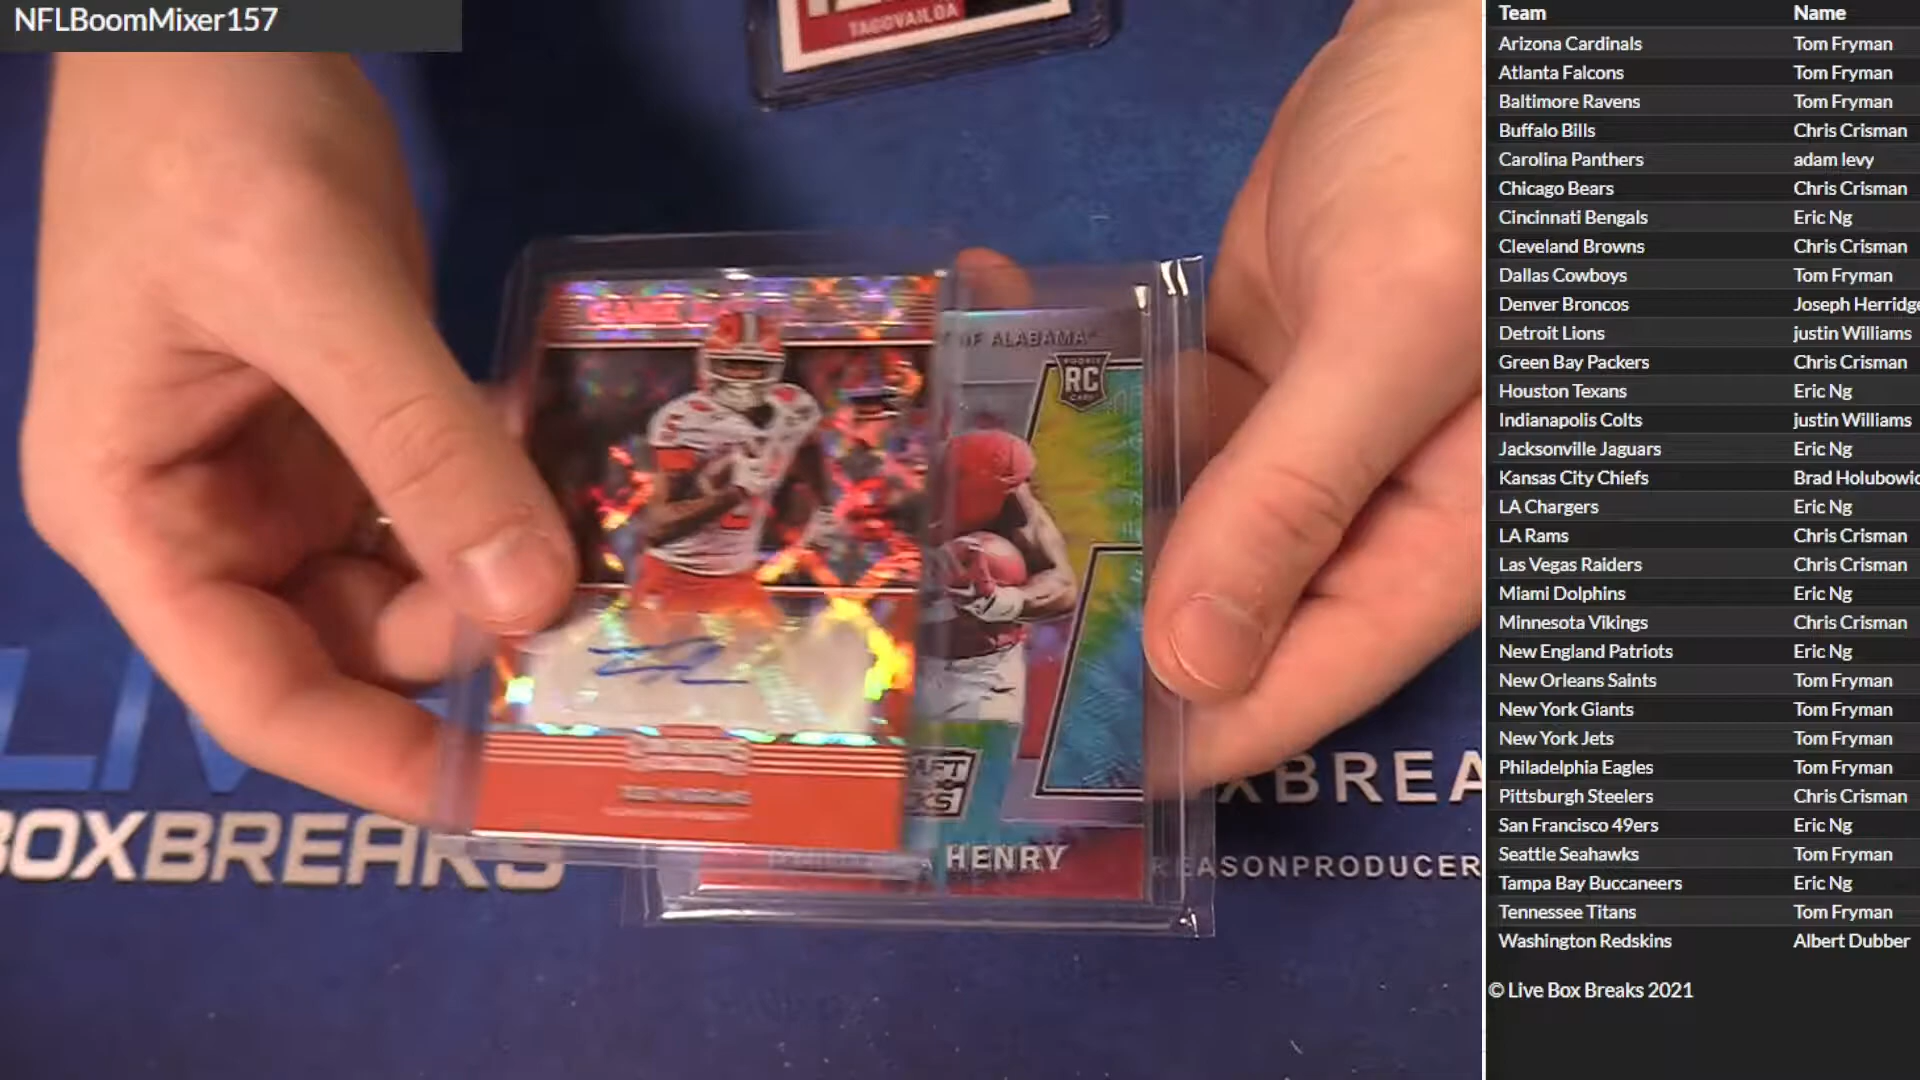 NFLBoomMixer157
TAGOVAILOA
Team Name
Arizona Cardinals Tom Fryman
Atlanta Falcons Tom Fryman
Baltimore Ravens Tom Fryman
Buffalo Bills Chris Crisman
Carolina Panthers adam levy
Chicago Bears Chris Crisman
Cincinnati Bengals Eric Ng
Cleveland Browns Chris Crisman
Dallas Cowboys Tom Fryman
Denver Broncos Joseph Herridge
Detroit Lions justin Williams
Green Bay Packers Chris Crisman
Houston Texans Eric Ng
Indianapolis Colts justin Williams
Jacksonville Jaguars Eric Ng
Kansas City Chiefs Brad Holubowic
LA Chargers Eric Ng
LA Rams Chris Crisman
Las Vegas Raiders Chris Crisman
Miami Dolphins Eric Ng
Minnesota Vikings Chris Crisman
New England Patriots Eric Ng
New Orleans Saints Tom Fryman
New York Giants Tom Fryman
New York Jets Tom Fryman
Philadelphia Eagles Tom Fryman
Pittsburgh Steelers Chris Crisman
San Francisco 49ers Eric Ng
Seattle Seahawks Tom Fryman
Tampa Bay Buccaneers Eric Ng
Tennessee Titans Tom Fryman
Washington Redskins Albert Dubber
© Live Box Breaks 2021
GAME
OF ALABAMA
ROOKIE
RC
CARD
HENRY
BOXBREAKS
XBREA
REASONPRODUCER